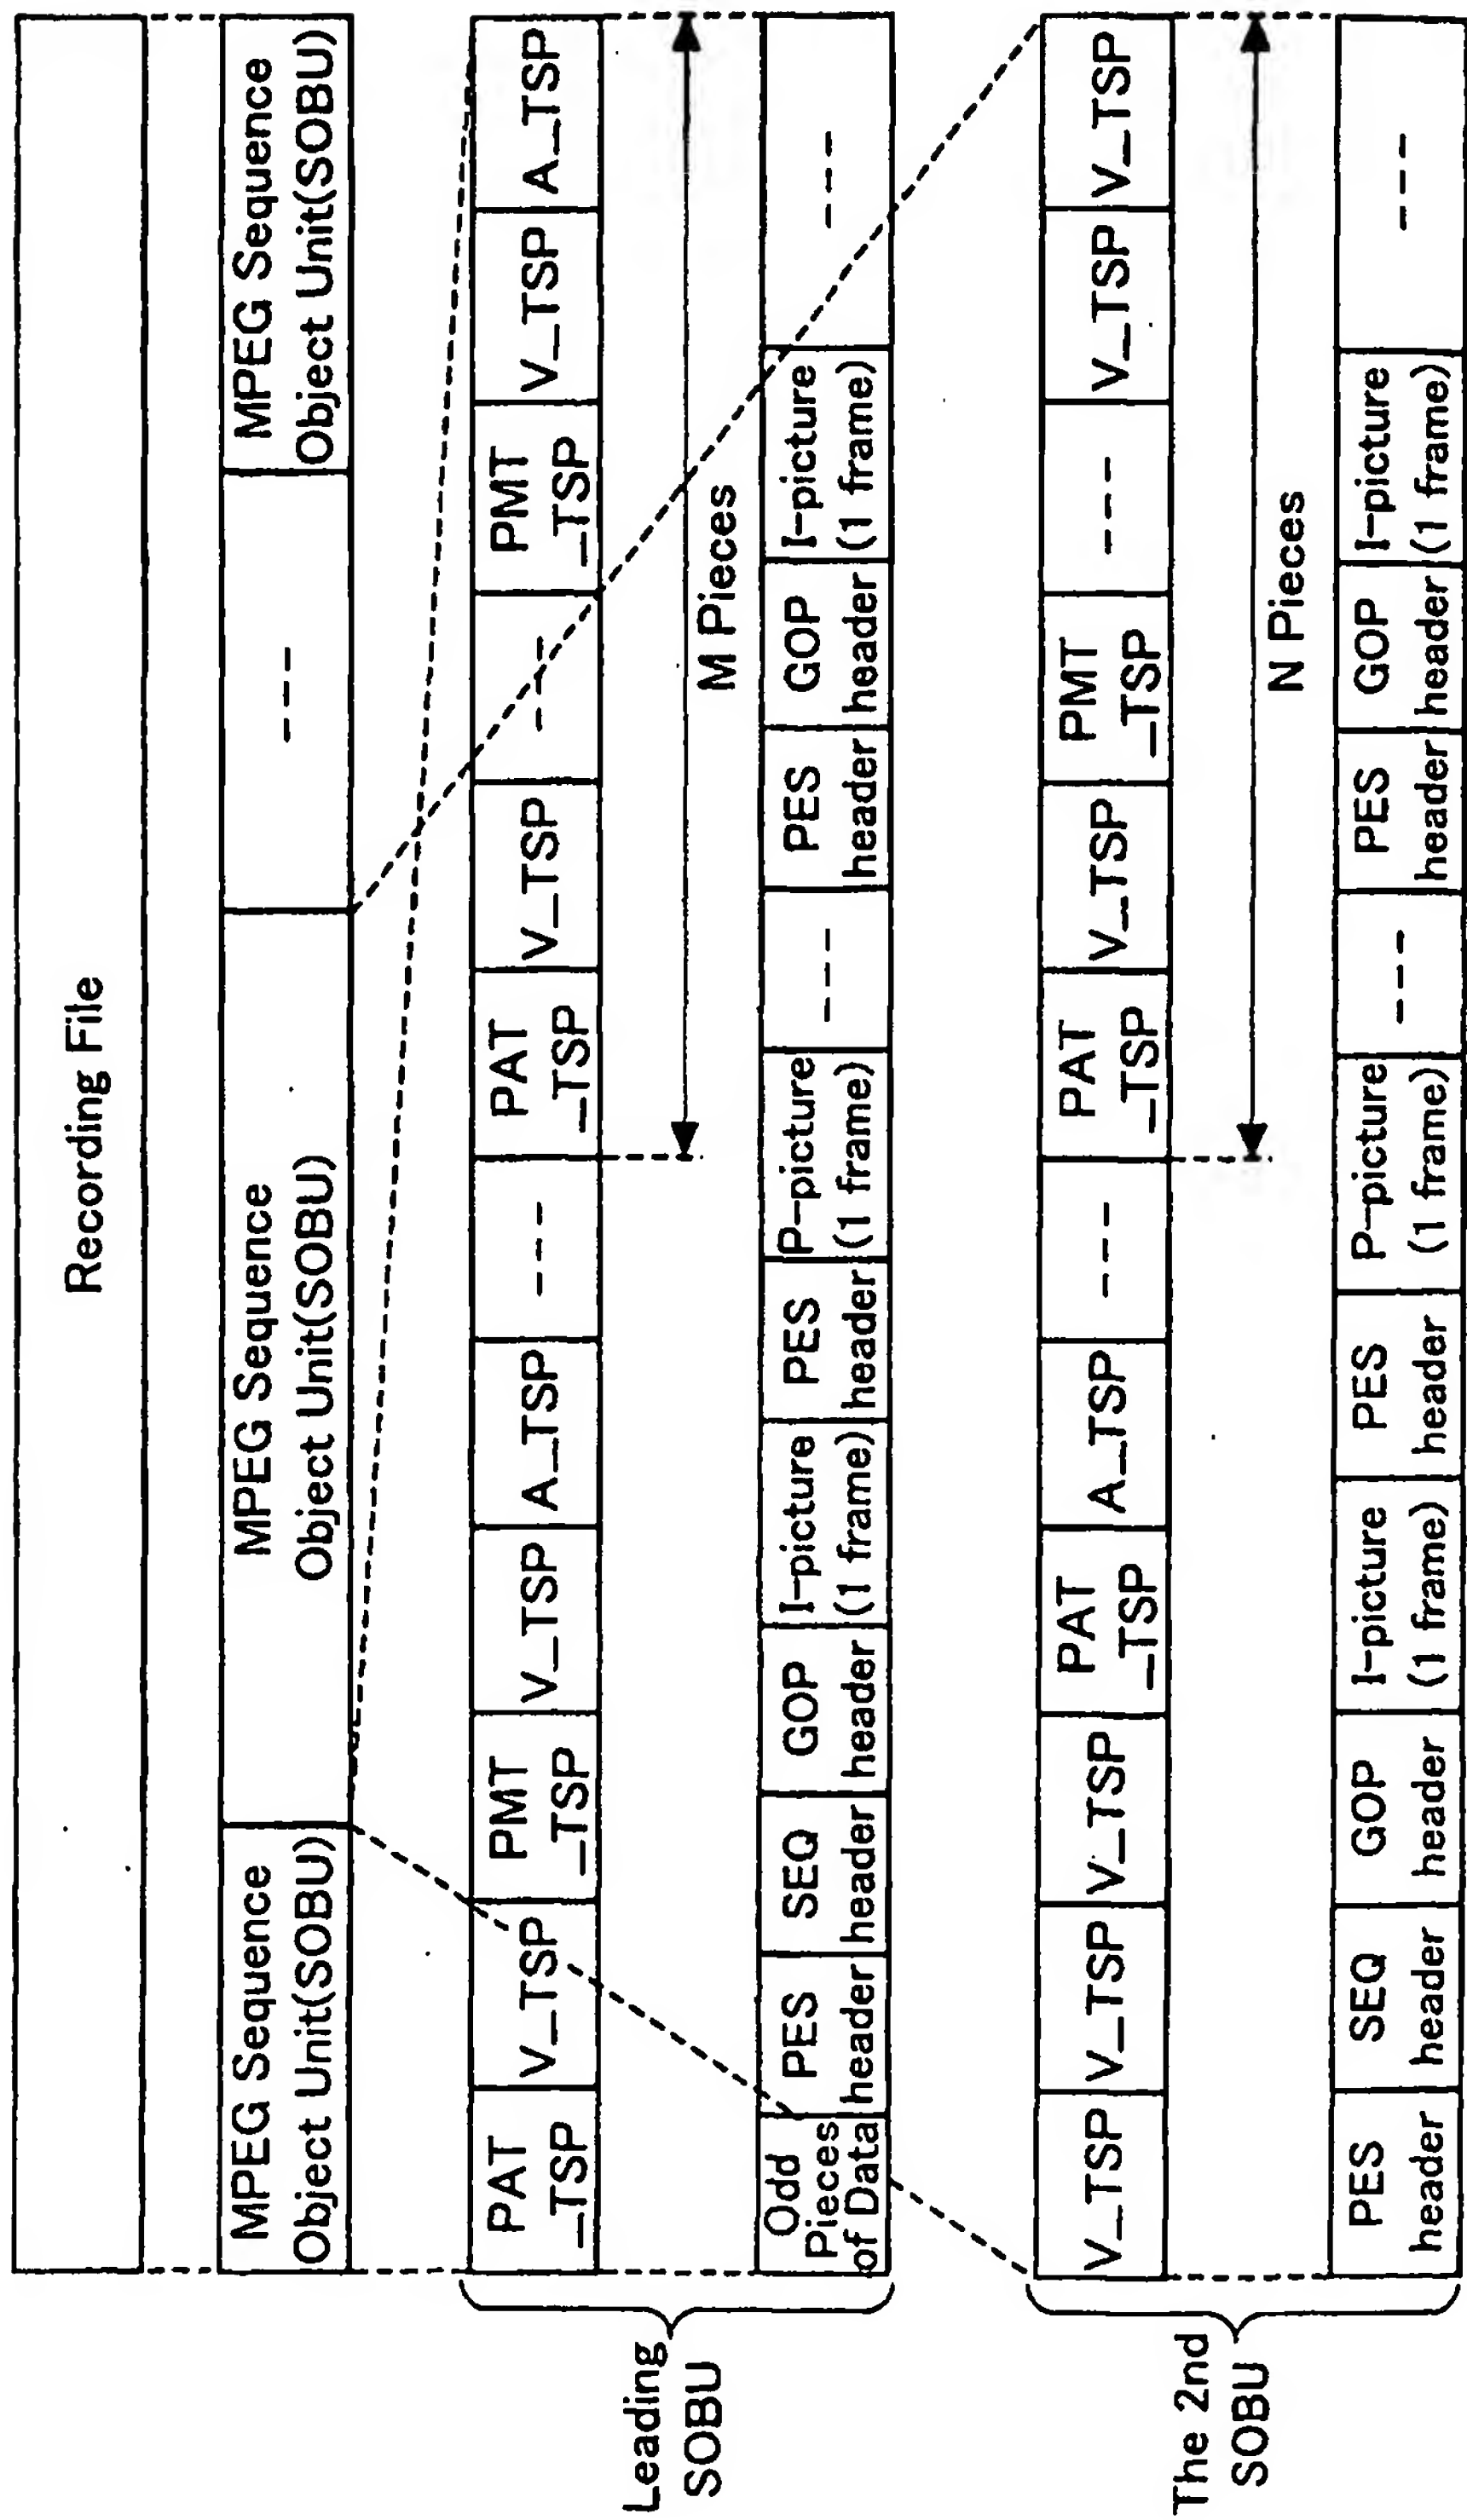 Recording File
MPEG Sequence
Object Unit(SOBU)
MPEG Sequence
Object Unit(SOBU)
---
MPEG Sequence
Object Unit(SOBU)
Leading
SOBU
PAT
_TSP
V_TSP
PMT
_TSP
V_TSP
A_TSP
---
PAT
_TSP
V_TSP
---
PMT
_TSP
V_TSP
A_TSP
M Pieces
Odd
Pieces
of Data
PES
header
SEQ
header
GOP
header
I-picture
(1 frame)
PES
header
P-picture
(1 frame)
---
PES
header
GOP
header
I-picture
(1 frame)
---
The 2nd
SOBU
V_TSP
V_TSP
V_TSP
PAT
_TSP
A_TSP
---
PAT
_TSP
V_TSP
PMT
_TSP
---
V_TSP
V_TSP
N Pieces
PES
header
SEQ
header
GOP
header
I-picture
(1 frame)
PES
header
P-picture
(1 frame)
---
PES
header
GOP
header
I-picture
(1 frame)
---